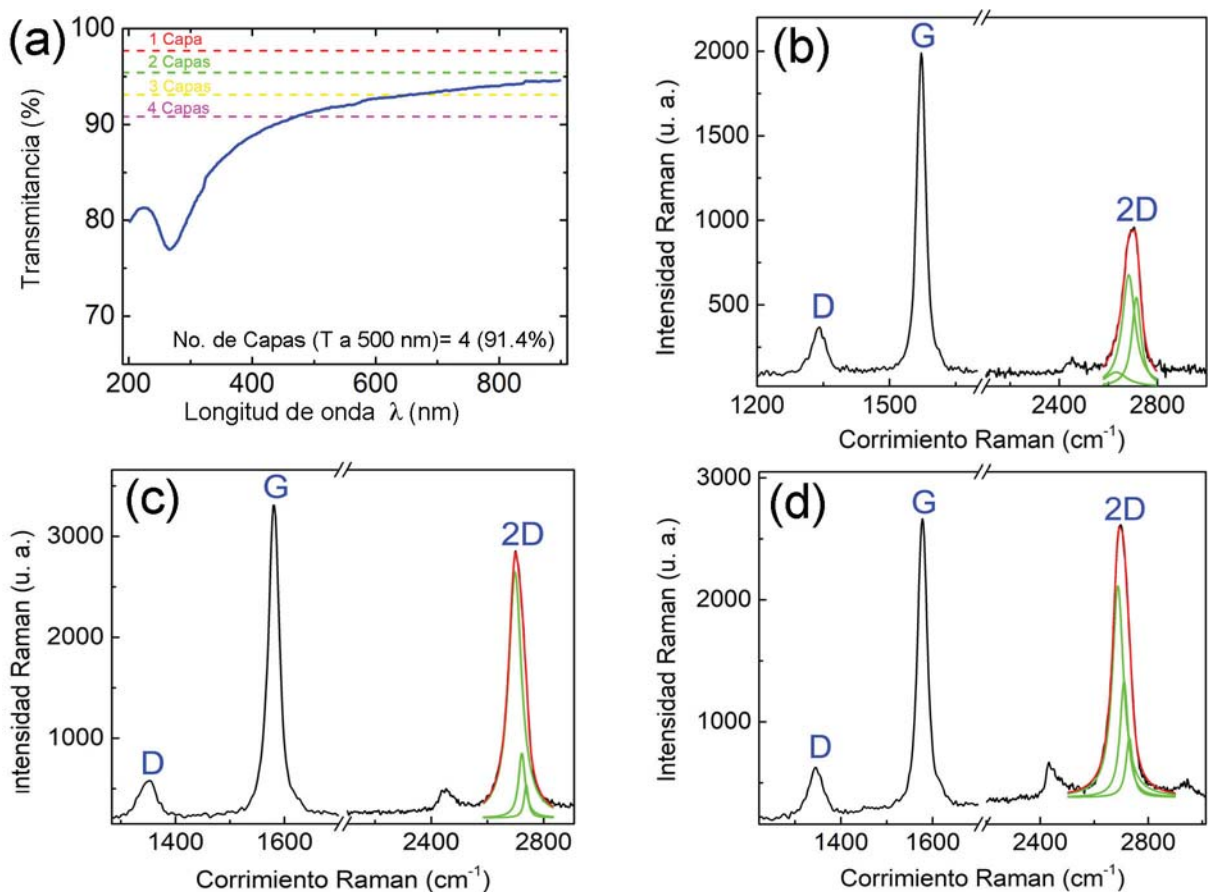 (a)
100
90
80
70
Transmitancia (%)
1 Capa
2 Capas
3 Capas
4 Capas
No. de Capas (T a 500 nm)= 4 (91.4%)
200 400 600 800
Longitud de onda λ (nm)
(b)
2000
1500
1000
500
Intensidad Raman (u. a.)
D
G
2D
1200 1500 2400 2800
Corrimiento Raman (cm⁻¹)
(c)
3000
2000
1000
Intensidad Raman (u. a.)
D
G
2D
1400 1600 2400 2800
Corrimiento Raman (cm⁻¹)
(d)
3000
2000
1000
Intensidad Raman (u. a.)
D
G
2D
1400 1600 2400 2800
Corrimiento Raman (cm⁻¹)